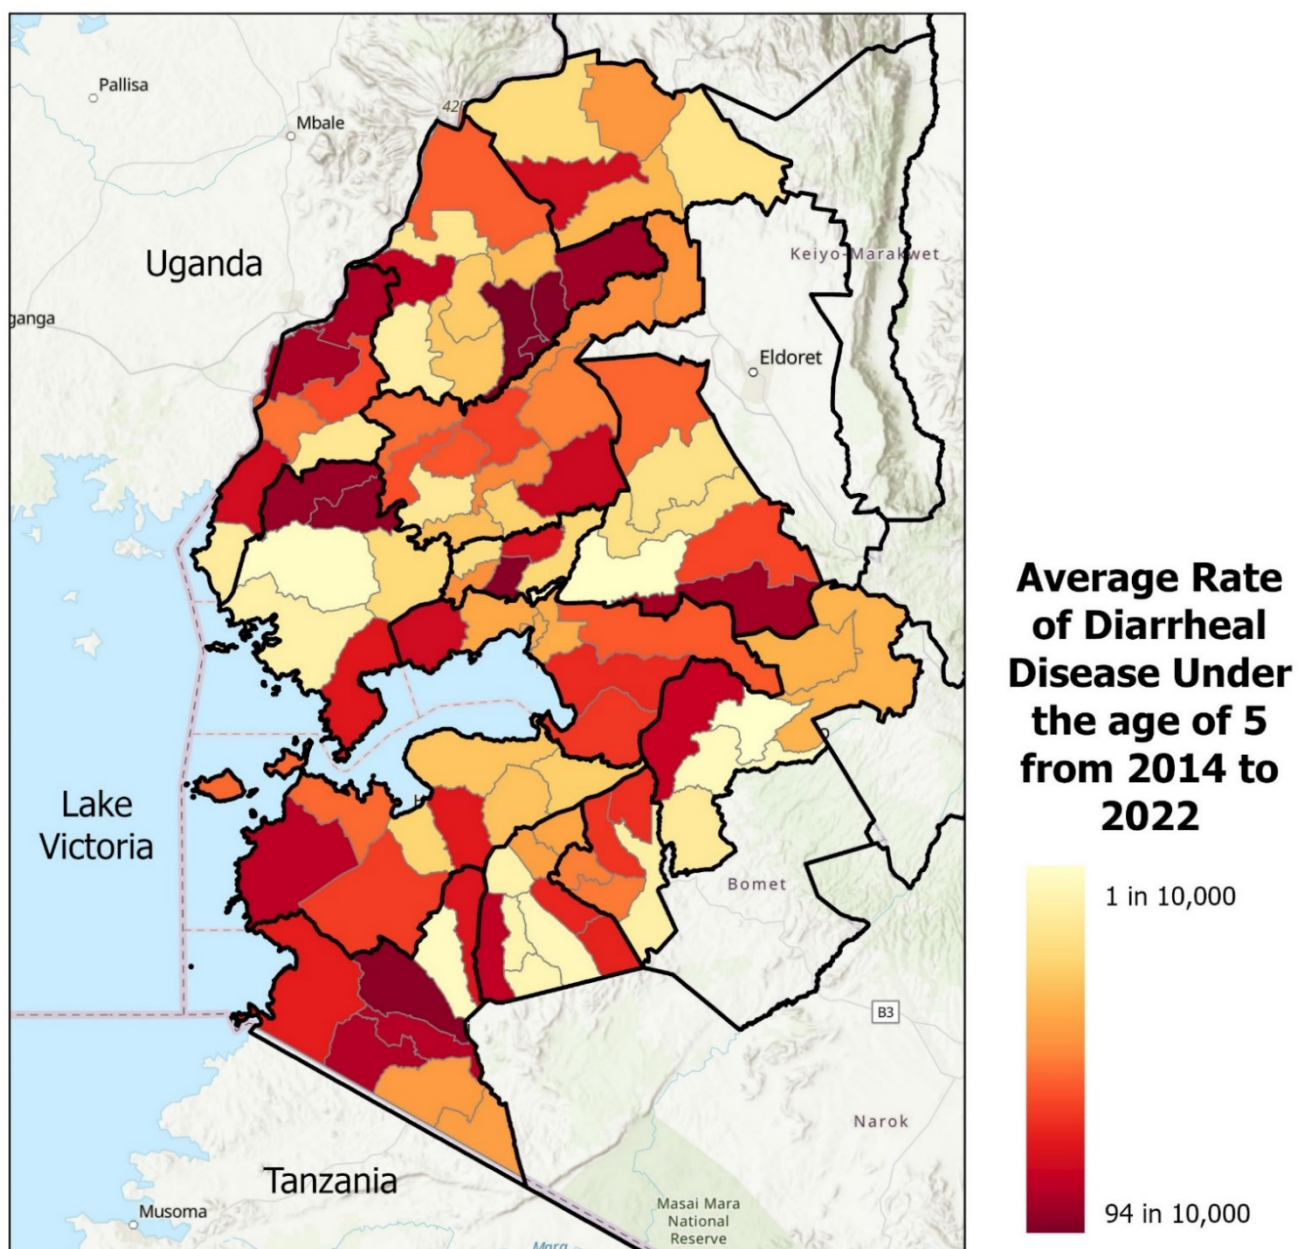 Pallisa
420
Mbale
Uganda
Keiyo-Marakwet
ganga
Eldoret
Average Rate
of Diarrheal
Disease Under
the age of 5
from 2014 to
2022
Lake
Victoria
H
Bomet
1 in 10,000
B3
Narok
Tanzania
Musoma
Masai Mara
National
Reserve
Mara
94 in 10,000